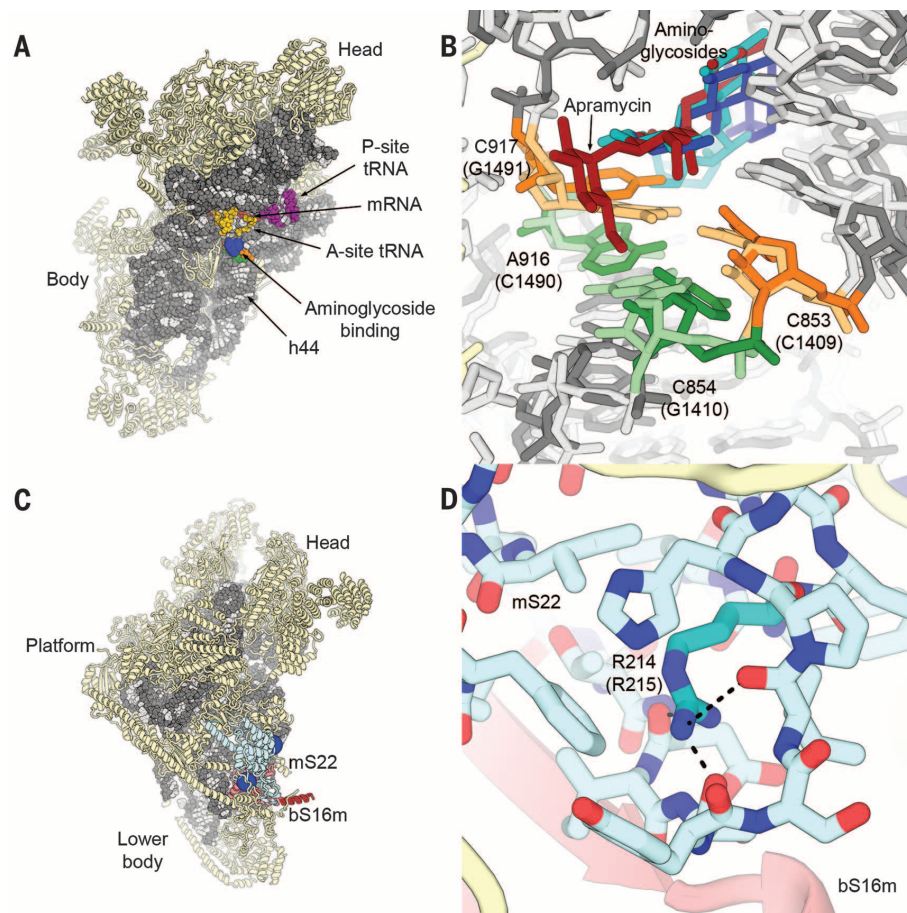 A
Head
P-site
tRNA
mRNA
A-site tRNA
Body
Aminoglycoside
binding
h44
B
Amino-
glycosides
Apramycin
C917
(G1491)
A916
(C1490)
C853
(C1409)
C854
(G1410)
C
Head
Platform
mS22
bS16m
Lower
body
D
mS22
R214
(R215)
bS16m